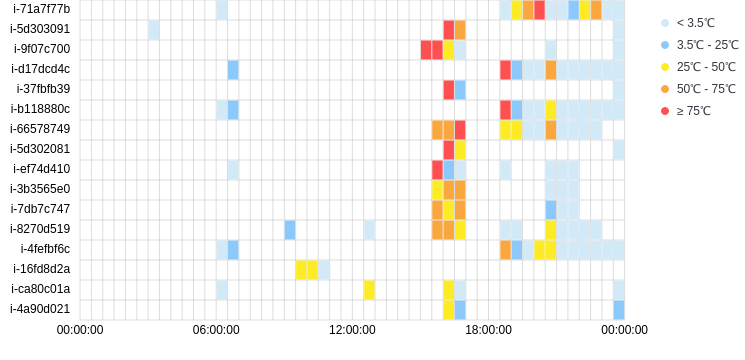 i-71a7f77b
i-5d303091
i-9f07c700
i-d17dcd4c
i-37fbfb39
i-b118880c
i-66578749
i-5d302081
i-ef74d410
i-3b3565e0
i-7db7c747
i-8270d519
i-4fefbf6c
i-16fd8d2a
i-ca80c01a
i-4a90d021
00:00:00 06:00:00 12:00:00 18:00:00 00:00:00
< 3.5℃
3.5℃ - 25℃
25℃ - 50℃
50℃ - 75℃
≥ 75℃